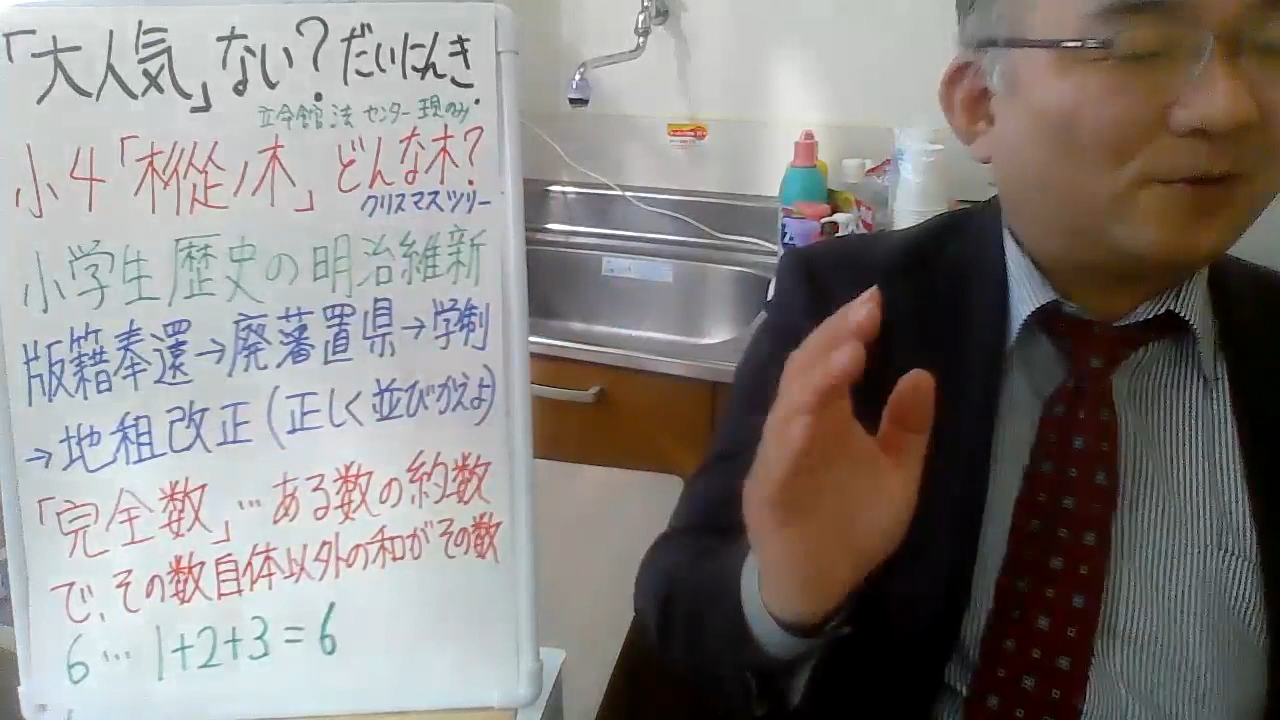 「大人気」ない?だいにんき
立命館法 センター現のみ
小4「樅ノ木」どんな木?
クリスマスツリー
小学生歴史の明治維新
版籍奉還→廃藩置県→学制
→地租改正(正しく並びかえよ)
「完全数」…ある数の約数
で、その数自体以外の和がその数
6… 1+2+3=6